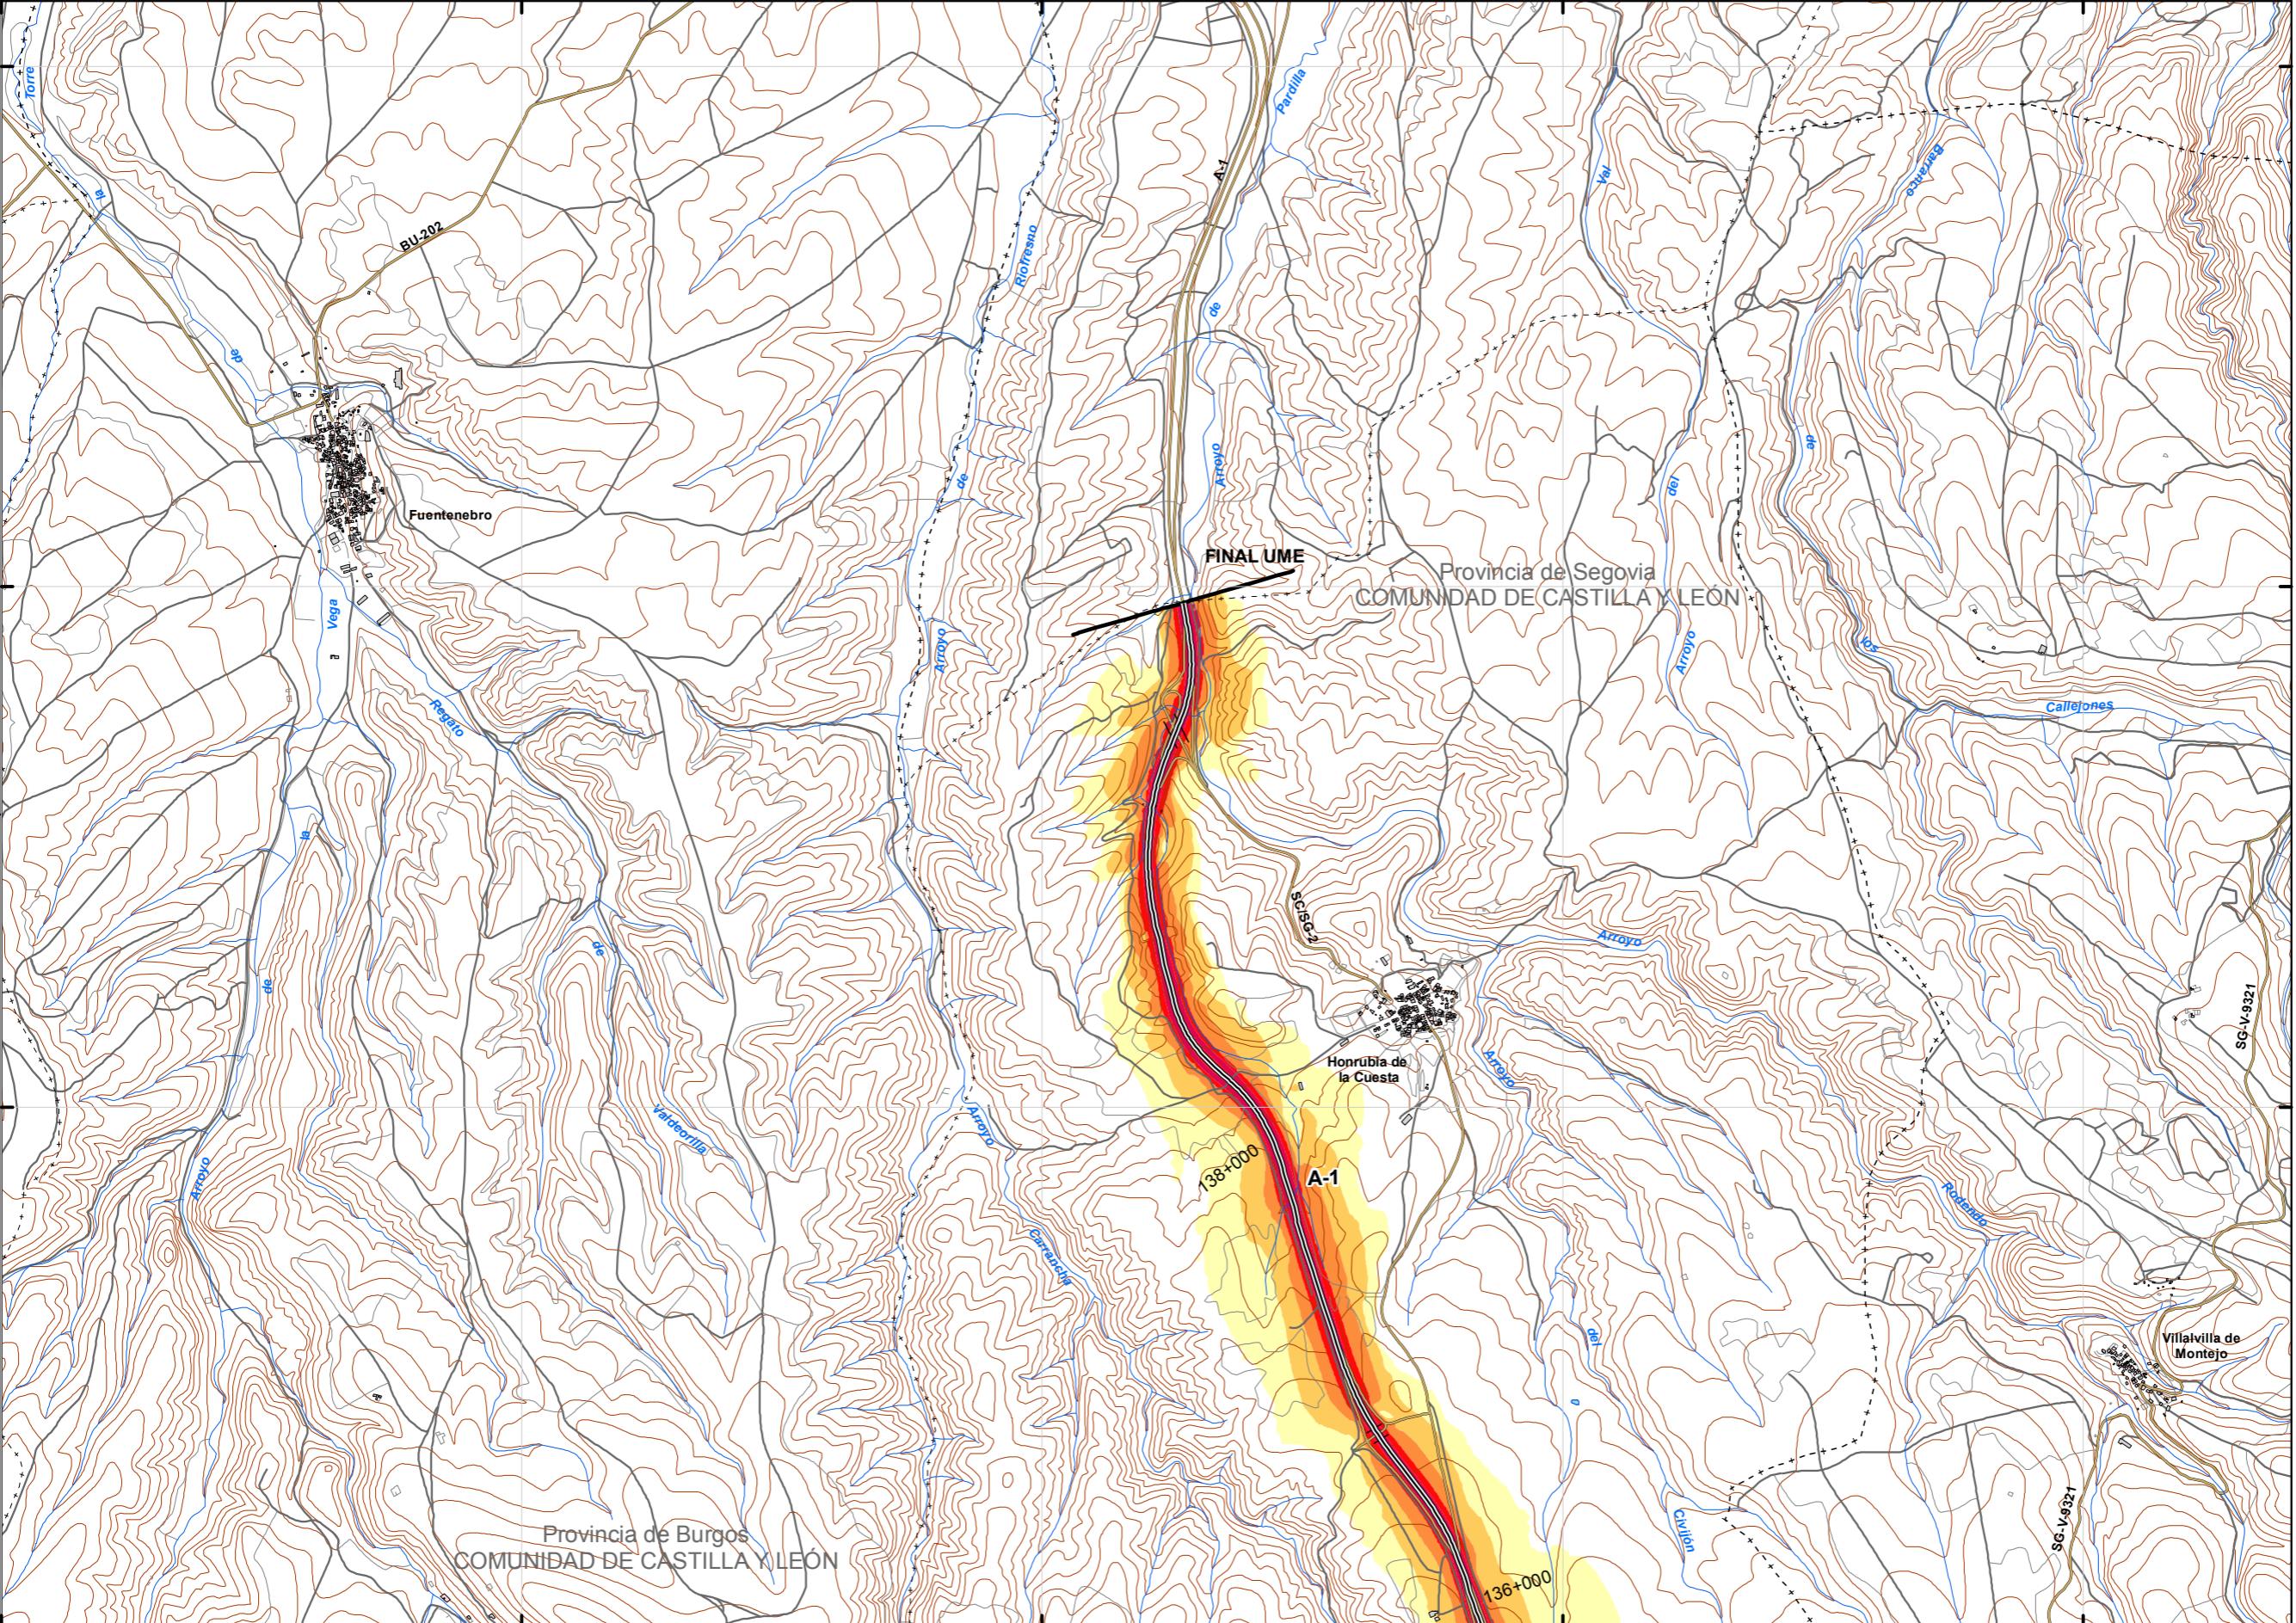 Torre
Pardilla
A-1
Val
Barranco
la
BU-202
Riofresno
de
de
de
Arroyo
de
del
Fuentenebro
FINAL UME
Provincia de Segovia
COMUNIDAD DE CASTILLA Y LEÓN
Vega
Arroyo
Arroyo
los
Regato
Callejones
la
SC/SG-2
de
de
Arroyo
SG-V-9321
Honrubia de
la Cuesta
Arroyo
Valdeorilla
Arroyo
Arroyo
138+000
A-1
Rodendo
Carrancha
del
Villalvilla de
Montejo
Provincia de Burgos
COMUNIDAD DE CASTILLA Y LEÓN
Civijón
SG-V-9321
136+000